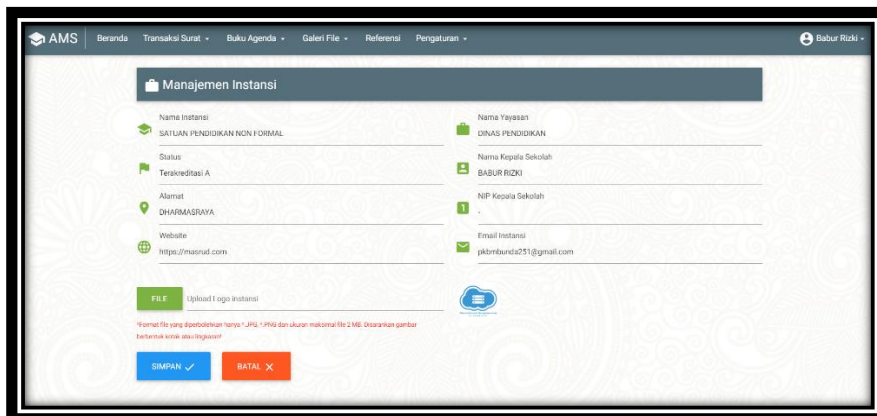 AMS Beranda Transaksi Surat Buku Agenda Galeri File Referensi Pengaturan Babur Rizki
Manajemen Instansi
Nama Instansi
SATUAN PENDIDIKAN NON FORMAL
Nama Yayasan
DINAS PENDIDIKAN
Status
Terakreditasi A
Nama Kepala Sekolah
BABUR RIZKI
Alamat
DHARMASRAYA
NIP Kepala Sekolah
-
Website
https://masrud.com
Email Instansi
pkbmbunda251@gmail.com
FILE Upload Logo instansi
*Format file yang diperbolehkan hanya *.JPG, *.PNG dan ukuran maksimal file 2 MB. Disarankan gambar
berbentuk kotak atau lingkaran!
SIMPAN
BATAL